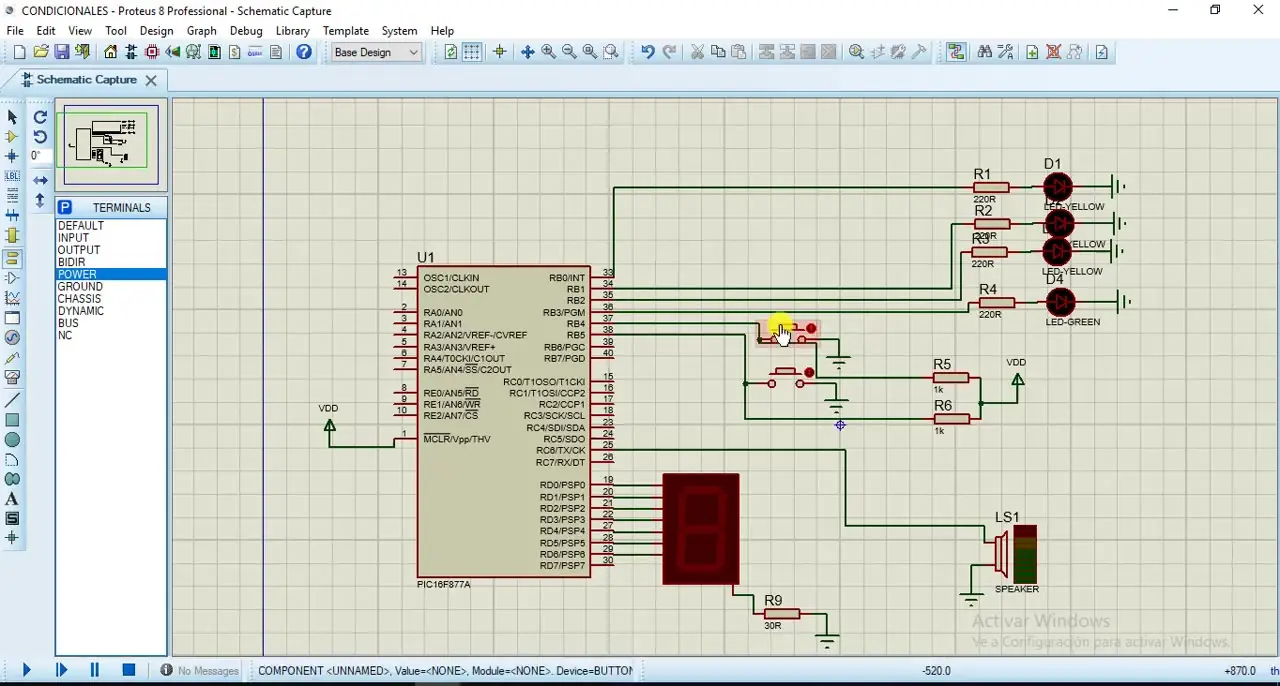 CONDICIONALES - Proteus 8 Professional - Schematic Capture
File Edit View Tool Design Graph Debug Library Template System Help
Base Design
Schematic Capture
0°
LBL
P TERMINALS
DEFAULT
INPUT
OUTPUT
BIDIR
POWER
GROUND
CHASSIS
DYNAMIC
BUS
NC
A
S
D1
R1
220R
LED-YELLOW
R2
220R
YELLOW
R3
220R
LED-YELLOW
D4
R4
220R
LED-GREEN
U1
13 OSC1/CLKIN RB0/INT 33
14 OSC2/CLKOUT RB1 34
RB2 35
2 RA0/AN0 RB3/PGM 36
3 RA1/AN1 RB4 37
4 RA2/AN2/VREF-/CVREF RB5 38
5 RA3/AN3/VREF+ RB6/PGC 39
6 RA4/T0CKI/C1OUT RB7/PGD 40
7 RA5/AN4/SS/C2OUT
RC0/T1OSO/T1CKI 15
8 RE0/AN5/RD RC1/T1OSI/CCP2 16
9 RE1/AN6/WR RC2/CCP1 17
10 RE2/AN7/CS RC3/SCK/SCL 18
RC4/SDI/SDA 23
1 MCLR/Vpp/THV RC5/SDO 24
RC6/TX/CK 25
RC7/RX/DT 26
RD0/PSP0 19
RD1/PSP1 20
RD2/PSP2 21
RD3/PSP3 22
RD4/PSP4 27
RD5/PSP5 28
RD6/PSP6 29
RD7/PSP7 30
PIC16F877A
VDD
R5
1k
VDD
R6
1k
LS1
SPEAKER
R9
30R
Activar Windows
Ve a Configuración para activar Windows.
No Messages COMPONENT <UNNAMED>, Value=<NONE>, Module=<NONE>. Device=BUTTON -520.0 +870.0 th